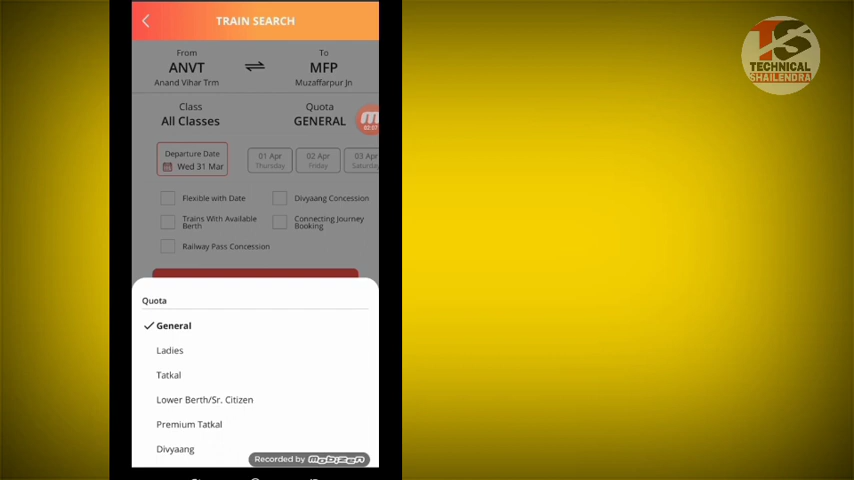 TRAIN SEARCH
From
To
ANVT
MFP
Anand Vihar Trm
Muzaffarpur Jn
Class
Quota
All Classes
GENERAL
02:07
Departure Date
Wed 31 Mar
01 Apr
Thursday
02 Apr
Friday
03 Apr
Saturday
Flexible with Date
Divyaang Concession
Trains With Available
Berth
Connecting Journey
Booking
Railway Pass Concession
Quota
General
Ladies
Tatkal
Lower Berth/Sr. Citizen
Premium Tatkal
Divyaang
Recorded by mobizen
TS
TECHNICAL
SHAILENDRA